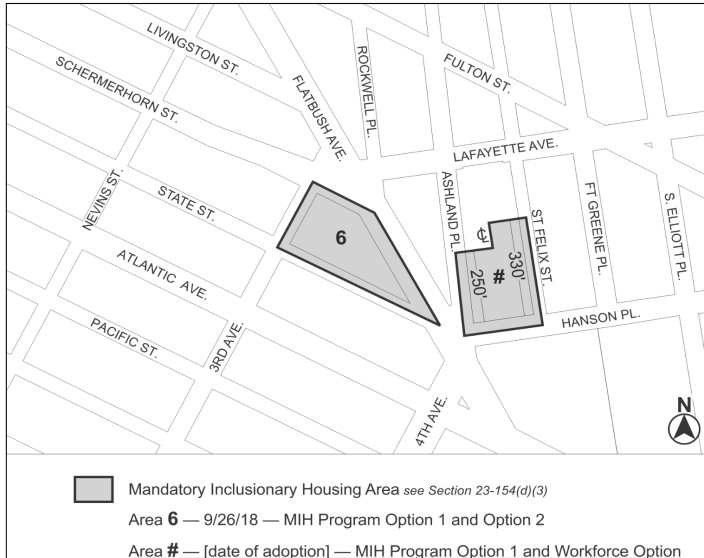 LIVINGSTON ST.
SCHERMERHORN ST.
FLATBUSH AVE.
ROCKWELL PL.
FULTON ST.
LAFAYETTE AVE.
NEVINS ST.
STATE ST.
ASHLAND PL.
ST FELIX ST.
FT GREENE PL.
S. ELLIOTT PL.
6
#
250'
330'
ATLANTIC AVE.
PACIFIC ST.
3RD AVE.
4TH AVE.
HANSON PL.
N
Mandatory Inclusionary Housing Area see Section 23-154(d)(3)
Area 6 — 9/26/18 — MIH Program Option 1 and Option 2
Area # — [date of adoption] — MIH Program Option 1 and Workforce Option